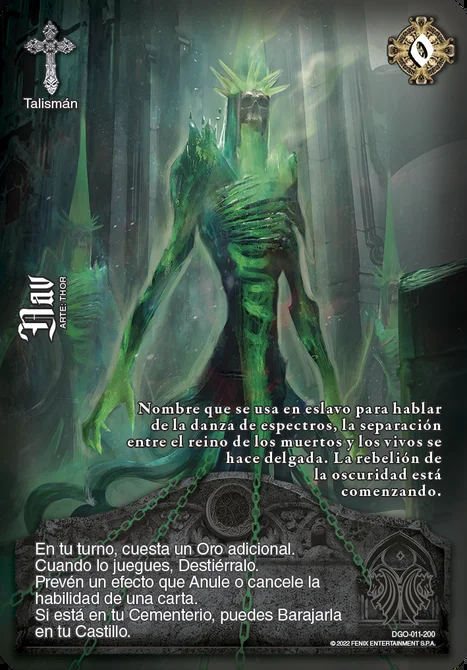 0
Talismán
Nav
ARTE: THOR
Nombre que se usa en eslavo para hablar
de la danza de espectros, la separación
entre el reino de los muertos y los vivos se
hace delgada. La rebelión de
la oscuridad está
comenzando.
En tu turno, cuesta un Oro adicional.
Cuando lo juegues, Destiérralo.
Prevén un efecto que Anule o cancele la
habilidad de una carta.
Si está en tu Cementerio, puedes Barajarla
en tu Castillo.
DGO-011-200
© 2022 FENIX ENTERTAINMENT S.P.A.